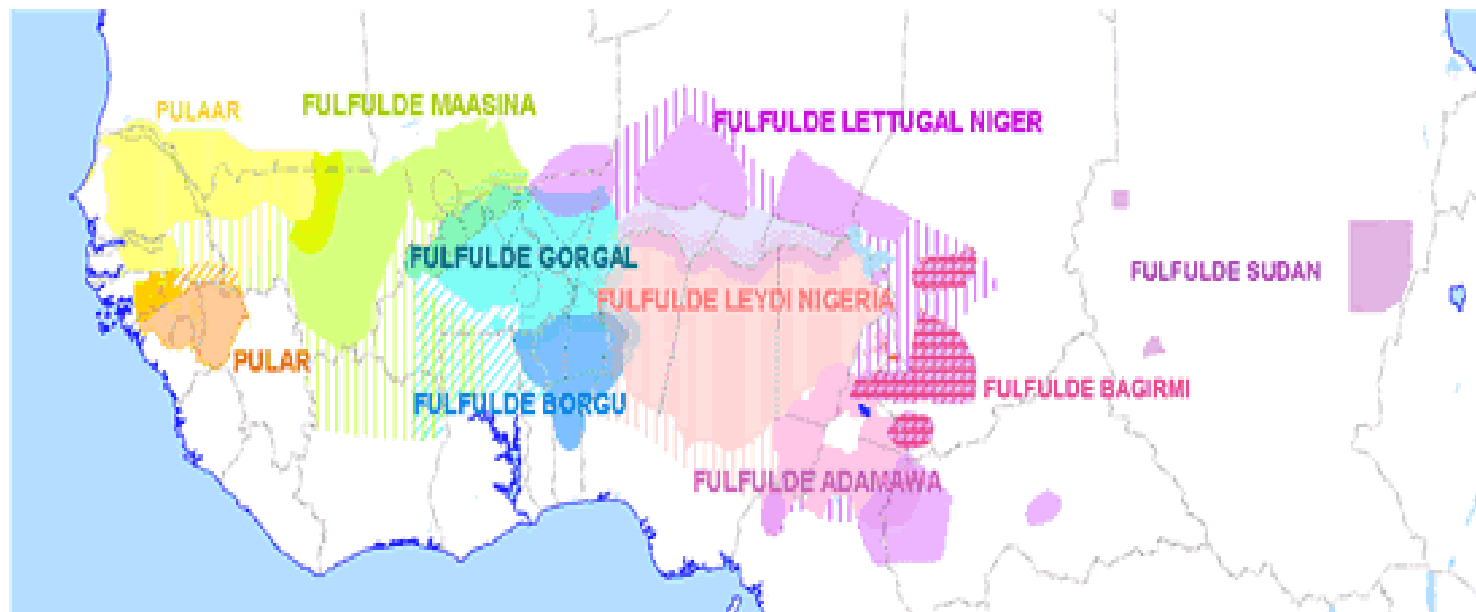 PULAAR
FULFULDE MAASINA
FULFULDE LETTUGAL NIGER
FULFULDE GORGAL
FULFULDE SUDAN
FULFULDE LEYDI NIGERIA
PULAR
FULFULDE BAGIRMI
FULFULDE BORGU
FULFULDE ADAMAWA